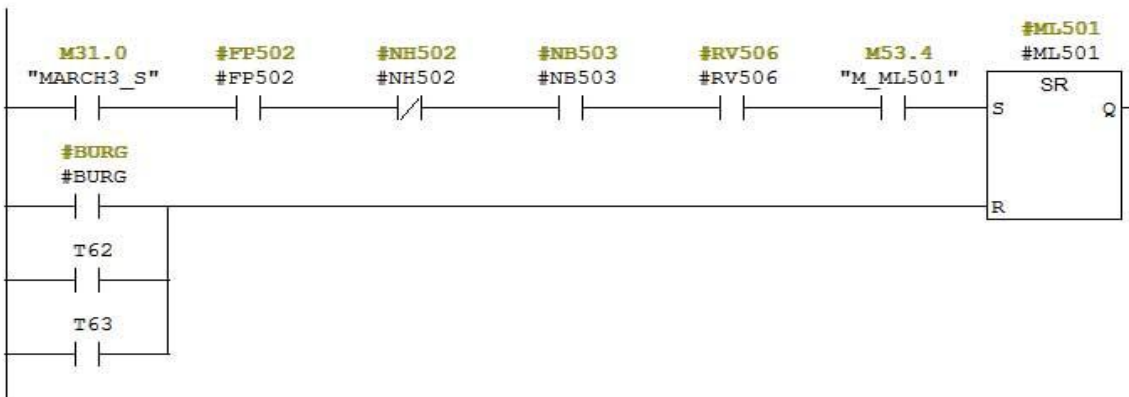 #ML501
M31.0 #FP502 #NH502 #NB503 #RV506 M53.4 #ML501
"MARCH3_S" #FP502 #NH502 #NB503 #RV506 "M_ML501" SR
S Q
#BURG
#BURG
R
T62
T63